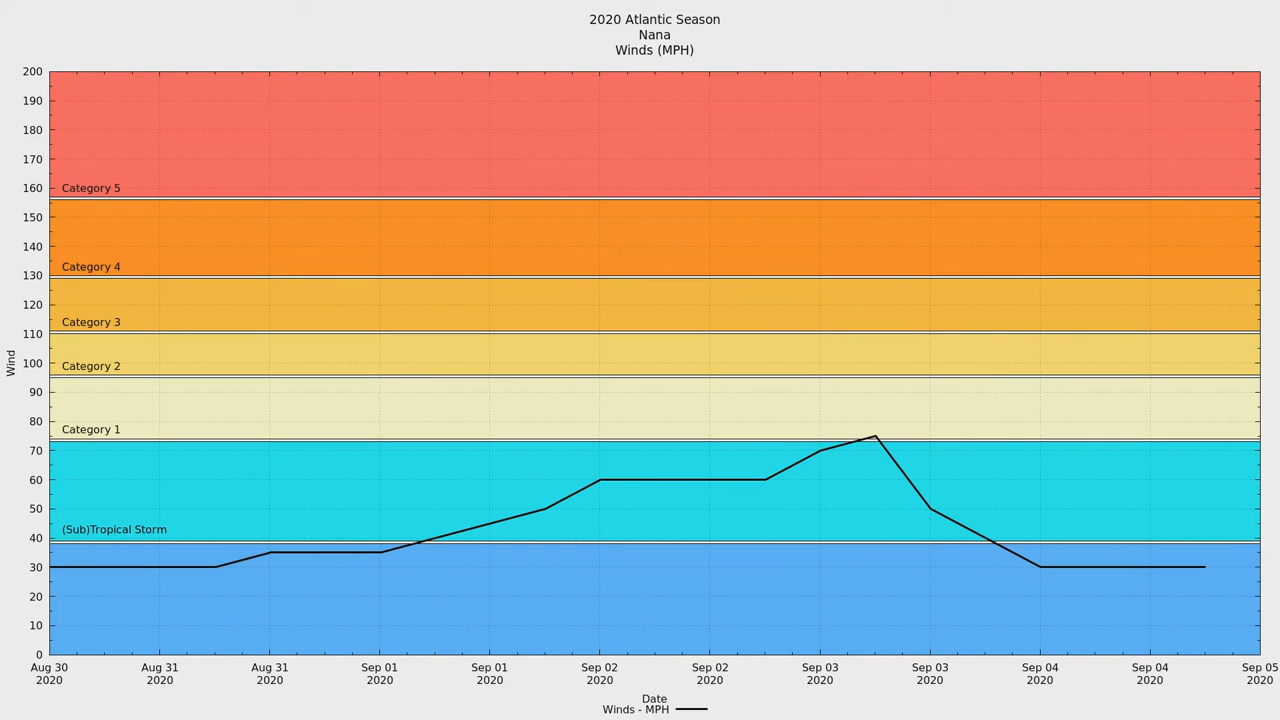 2020 Atlantic Season
Nana
Winds (MPH)
200
190
180
170
160
150
140
130
120
110
100
90
80
70
60
50
40
30
20
10
0
Wind
Category 5
Category 4
Category 3
Category 2
Category 1
(Sub)Tropical Storm
Aug 30 Aug 31 Aug 31 Sep 01 Sep 01 Sep 02 Sep 02 Sep 03 Sep 03 Sep 04 Sep 04 Sep 05
2020 2020 2020 2020 2020 2020 2020 2020 2020 2020 2020 2020
Date
Winds - MPH